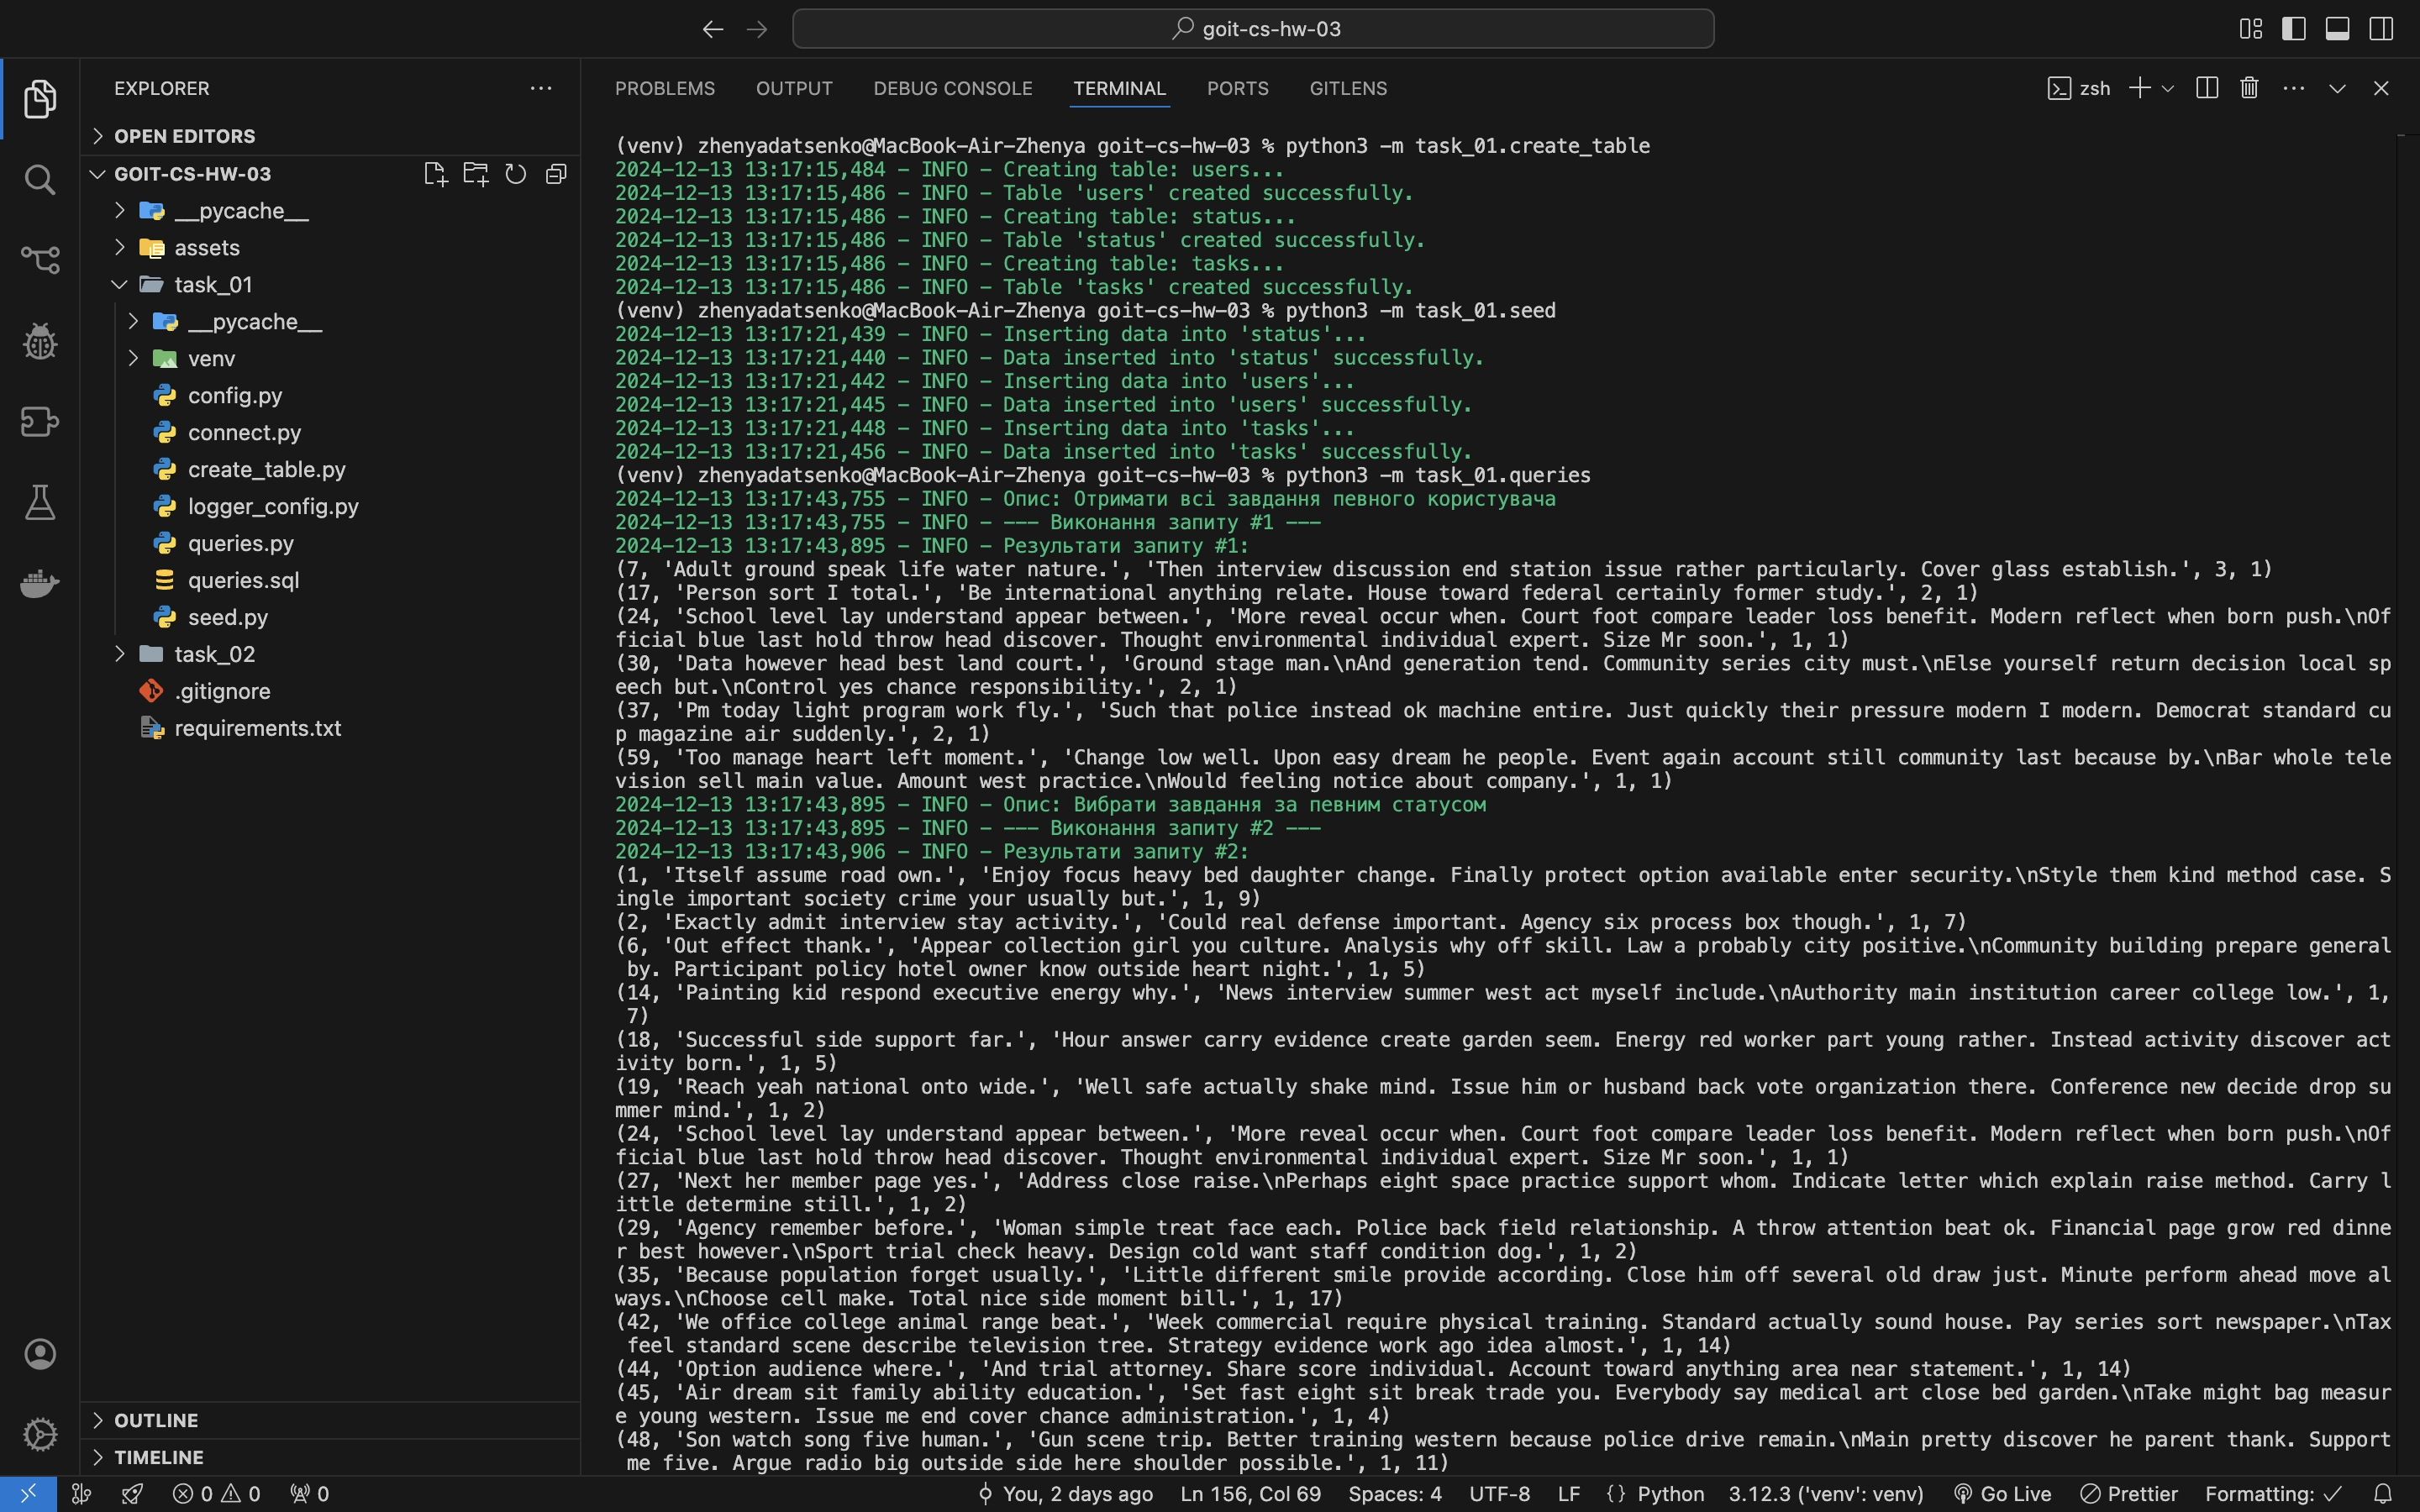 goit-cs-hw-03
EXPLORER
OPEN EDITORS
GOIT-CS-HW-03
__pycache__
assets
task_01
__pycache__
venv
config.py
connect.py
create_table.py
logger_config.py
queries.py
queries.sql
seed.py
task_02
.gitignore
requirements.txt
OUTLINE
TIMELINE
PROBLEMS OUTPUT DEBUG CONSOLE TERMINAL PORTS GITLENS
zsh
(venv) zhenyadatsenko@MacBook-Air-Zhenya goit-cs-hw-03 % python3 -m task_01.create_table
2024-12-13 13:17:15,484 - INFO - Creating table: users...
2024-12-13 13:17:15,486 - INFO - Table 'users' created successfully.
2024-12-13 13:17:15,486 - INFO - Creating table: status...
2024-12-13 13:17:15,486 - INFO - Table 'status' created successfully.
2024-12-13 13:17:15,486 - INFO - Creating table: tasks...
2024-12-13 13:17:15,486 - INFO - Table 'tasks' created successfully.
(venv) zhenyadatsenko@MacBook-Air-Zhenya goit-cs-hw-03 % python3 -m task_01.seed
2024-12-13 13:17:21,439 - INFO - Inserting data into 'status'...
2024-12-13 13:17:21,440 - INFO - Data inserted into 'status' successfully.
2024-12-13 13:17:21,442 - INFO - Inserting data into 'users'...
2024-12-13 13:17:21,445 - INFO - Data inserted into 'users' successfully.
2024-12-13 13:17:21,448 - INFO - Inserting data into 'tasks'...
2024-12-13 13:17:21,456 - INFO - Data inserted into 'tasks' successfully.
(venv) zhenyadatsenko@MacBook-Air-Zhenya goit-cs-hw-03 % python3 -m task_01.queries
2024-12-13 13:17:43,755 - INFO - Опис: Отримати всі завдання певного користувача
2024-12-13 13:17:43,755 - INFO - --- Виконання запиту #1 ---
2024-12-13 13:17:43,895 - INFO - Результати запиту #1:
(7, 'Adult ground speak life water nature.', 'Then interview discussion end station issue rather particularly. Cover glass establish.', 3, 1)
(17, 'Person sort I total.', 'Be international anything relate. House toward federal certainly former study.', 2, 1)
(24, 'School level lay understand appear between.', 'More reveal occur when. Court foot compare leader loss benefit. Modern reflect when born push.\nOf
ficial blue last hold throw head discover. Thought environmental individual expert. Size Mr soon.', 1, 1)
(30, 'Data however head best land court.', 'Ground stage man.\nAnd generation tend. Community series city must.\nElse yourself return decision local sp
eech but.\nControl yes chance responsibility.', 2, 1)
(37, 'Pm today light program work fly.', 'Such that police instead ok machine entire. Just quickly their pressure modern I modern. Democrat standard cu
p magazine air suddenly.', 2, 1)
(59, 'Too manage heart left moment.', 'Change low well. Upon easy dream he people. Event again account still community last because by.\nBar whole tele
vision sell main value. Amount west practice.\nWould feeling notice about company.', 1, 1)
2024-12-13 13:17:43,895 - INFO - Опис: Вибрати завдання за певним статусом
2024-12-13 13:17:43,895 - INFO - --- Виконання запиту #2 ---
2024-12-13 13:17:43,906 - INFO - Результати запиту #2:
(1, 'Itself assume road own.', 'Enjoy focus heavy bed daughter change. Finally protect option available enter security.\nStyle them kind method case. S
ingle important society crime your usually but.', 1, 9)
(2, 'Exactly admit interview stay activity.', 'Could real defense important. Agency six process box though.', 1, 7)
(6, 'Out effect thank.', 'Appear collection girl you culture. Analysis why off skill. Law a probably city positive.\nCommunity building prepare general
 by. Participant policy hotel owner know outside heart night.', 1, 5)
(14, 'Painting kid respond executive energy why.', 'News interview summer west act myself include.\nAuthority main institution career college low.', 1,
 7)
(18, 'Successful side support far.', 'Hour answer carry evidence create garden seem. Energy red worker part young rather. Instead activity discover act
ivity born.', 1, 5)
(19, 'Reach yeah national onto wide.', 'Well safe actually shake mind. Issue him or husband back vote organization there. Conference new decide drop su
mmer mind.', 1, 2)
(24, 'School level lay understand appear between.', 'More reveal occur when. Court foot compare leader loss benefit. Modern reflect when born push.\nOf
ficial blue last hold throw head discover. Thought environmental individual expert. Size Mr soon.', 1, 1)
(27, 'Next her member page yes.', 'Address close raise.\nPerhaps eight space practice support whom. Indicate letter which explain raise method. Carry l
ittle determine still.', 1, 2)
(29, 'Agency remember before.', 'Woman simple treat face each. Police back field relationship. A throw attention beat ok. Financial page grow red dinne
r best however.\nSport trial check heavy. Design cold want staff condition dog.', 1, 2)
(35, 'Because population forget usually.', 'Little different smile provide according. Close him off several old draw just. Minute perform ahead move al
ways.\nChoose cell make. Total nice side moment bill.', 1, 17)
(42, 'We office college animal range beat.', 'Week commercial require physical training. Standard actually sound house. Pay series sort newspaper.\nTax
 feel standard scene describe television tree. Strategy evidence work ago idea almost.', 1, 14)
(44, 'Option audience where.', 'And trial attorney. Share score individual. Account toward anything area near statement.', 1, 14)
(45, 'Air dream sit family ability education.', 'Set fast eight sit break trade you. Everybody say medical art close bed garden.\nTake might bag measur
e young western. Issue me end cover chance administration.', 1, 4)
(48, 'Son watch song five human.', 'Gun scene trip. Better training western because police drive remain.\nMain pretty discover he parent thank. Support
 me five. Argue radio big outside side here shoulder possible.', 1, 11)
0 0 0 You, 2 days ago Ln 156, Col 69 Spaces: 4 UTF-8 LF {} Python 3.12.3 ('venv': venv) Go Live Prettier Formatting: ✓